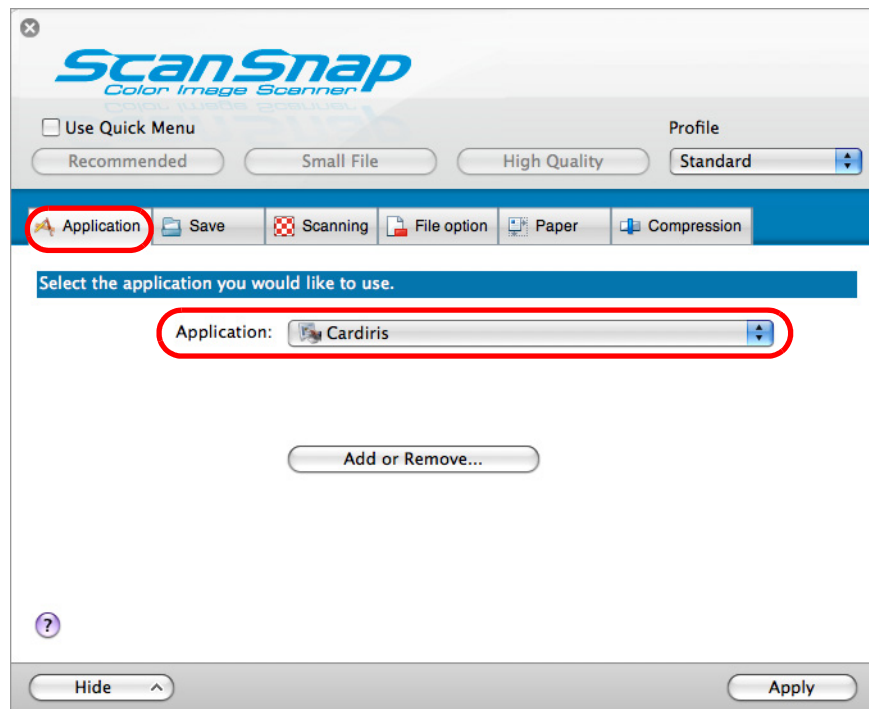 ScanSnap
Color Image Scanner
Use Quick Menu
Profile
Recommended Small File High Quality Standard
Application Save Scanning File option Paper Compression
Select the application you would like to use.
Application: Cardiris
Add or Remove...
?
Hide Apply